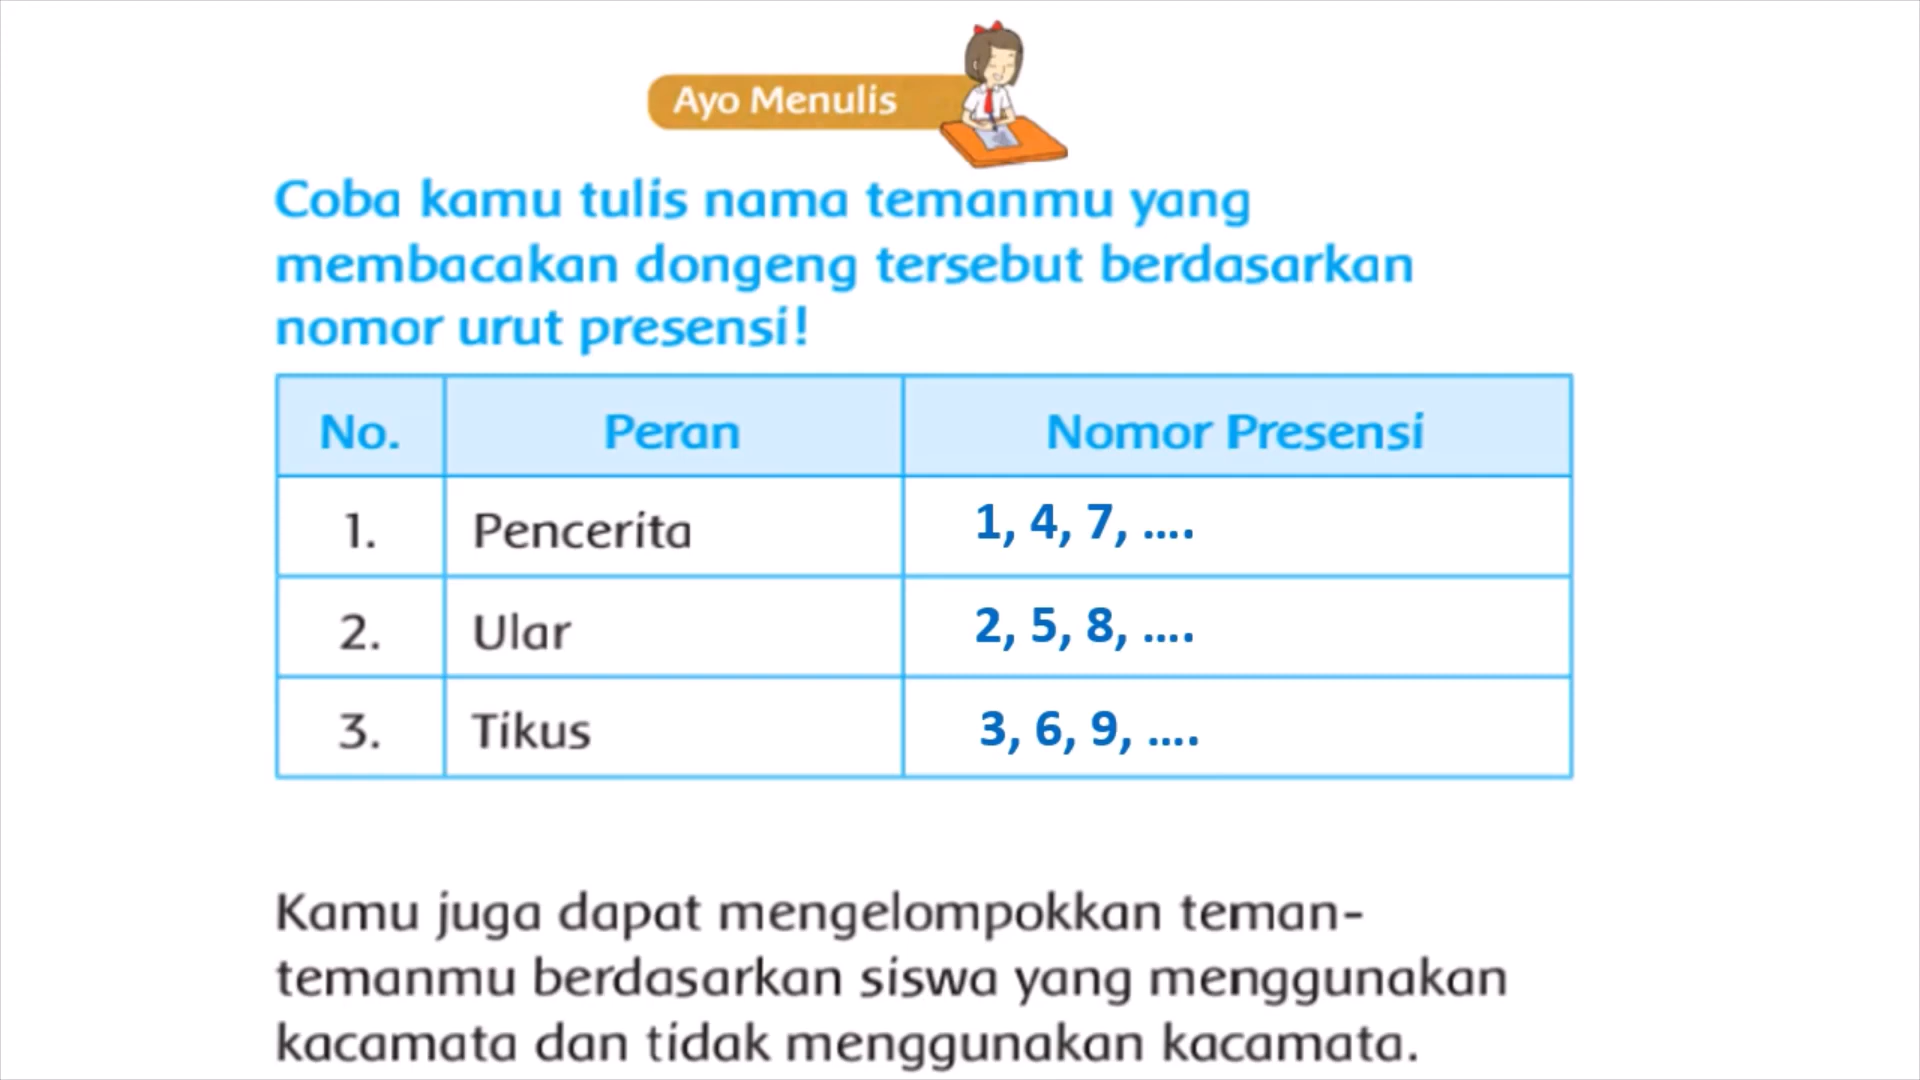 Ayo Menulis
Coba kamu tulis nama temanmu yang
membacakan dongeng tersebut berdasarkan
nomor urut presensi!
No. Peran Nomor Presensi
1. Pencerita 1, 4, 7, ....
2. Ular 2, 5, 8, ....
3. Tikus 3, 6, 9, ....
Kamu juga dapat mengelompokkan teman-
temanmu berdasarkan siswa yang menggunakan
kacamata dan tidak menggunakan kacamata.